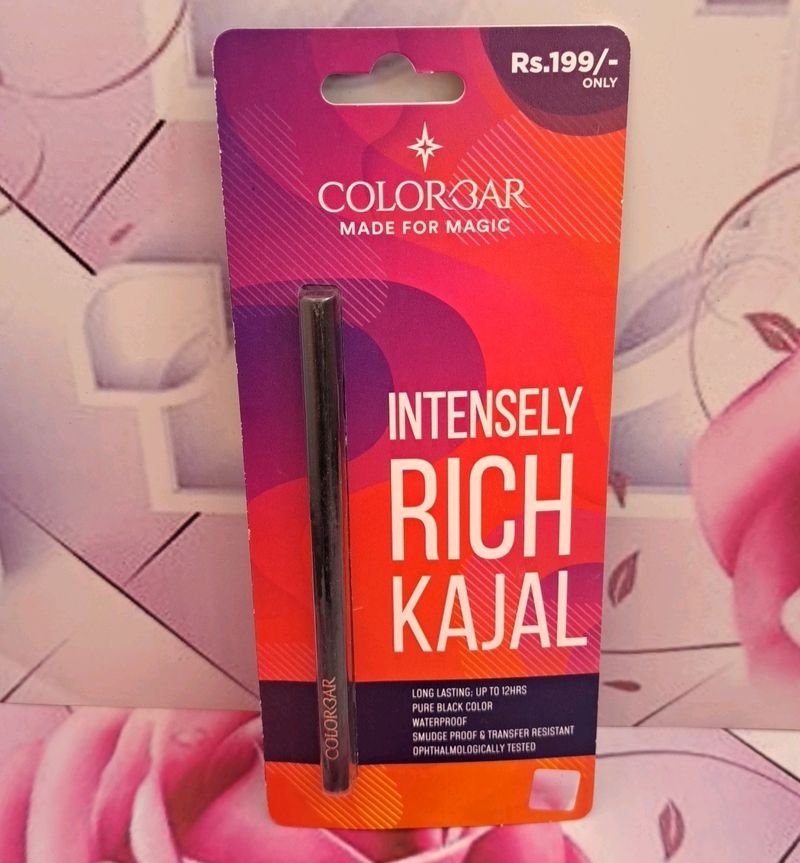 Rs.199/-
ONLY
COLORBAR
MADE FOR MAGIC
INTENSELY
RICH
KAJAL
LONG LASTING: UP TO 12HRS
PURE BLACK COLOR
WATERPROOF
SMUDGE PROOF & TRANSFER RESISTANT
OPHTHALMOLOGICALLY TESTED
COLORBAR